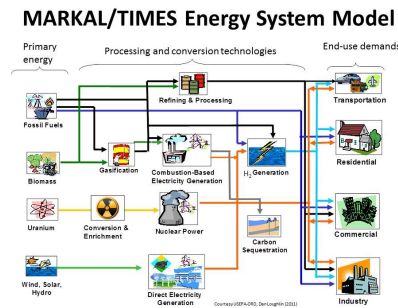 MARKAL/TIMES Energy System Model
Primary
energy
Processing and conversion technologies
End-use demands
Fossil Fuels
Refining & Processing
Transportation
Biomass
Gasification
Combustion-Based
Electricity Generation
H2 Generation
Residential
Uranium
Conversion &
Enrichment
Nuclear Power
Carbon
Sequestration
Commercial
Wind, Solar,
Hydro
Direct Electricity
Generation
Industry
Courtesy USEPA-ORD, Dan Loughlin (2011)